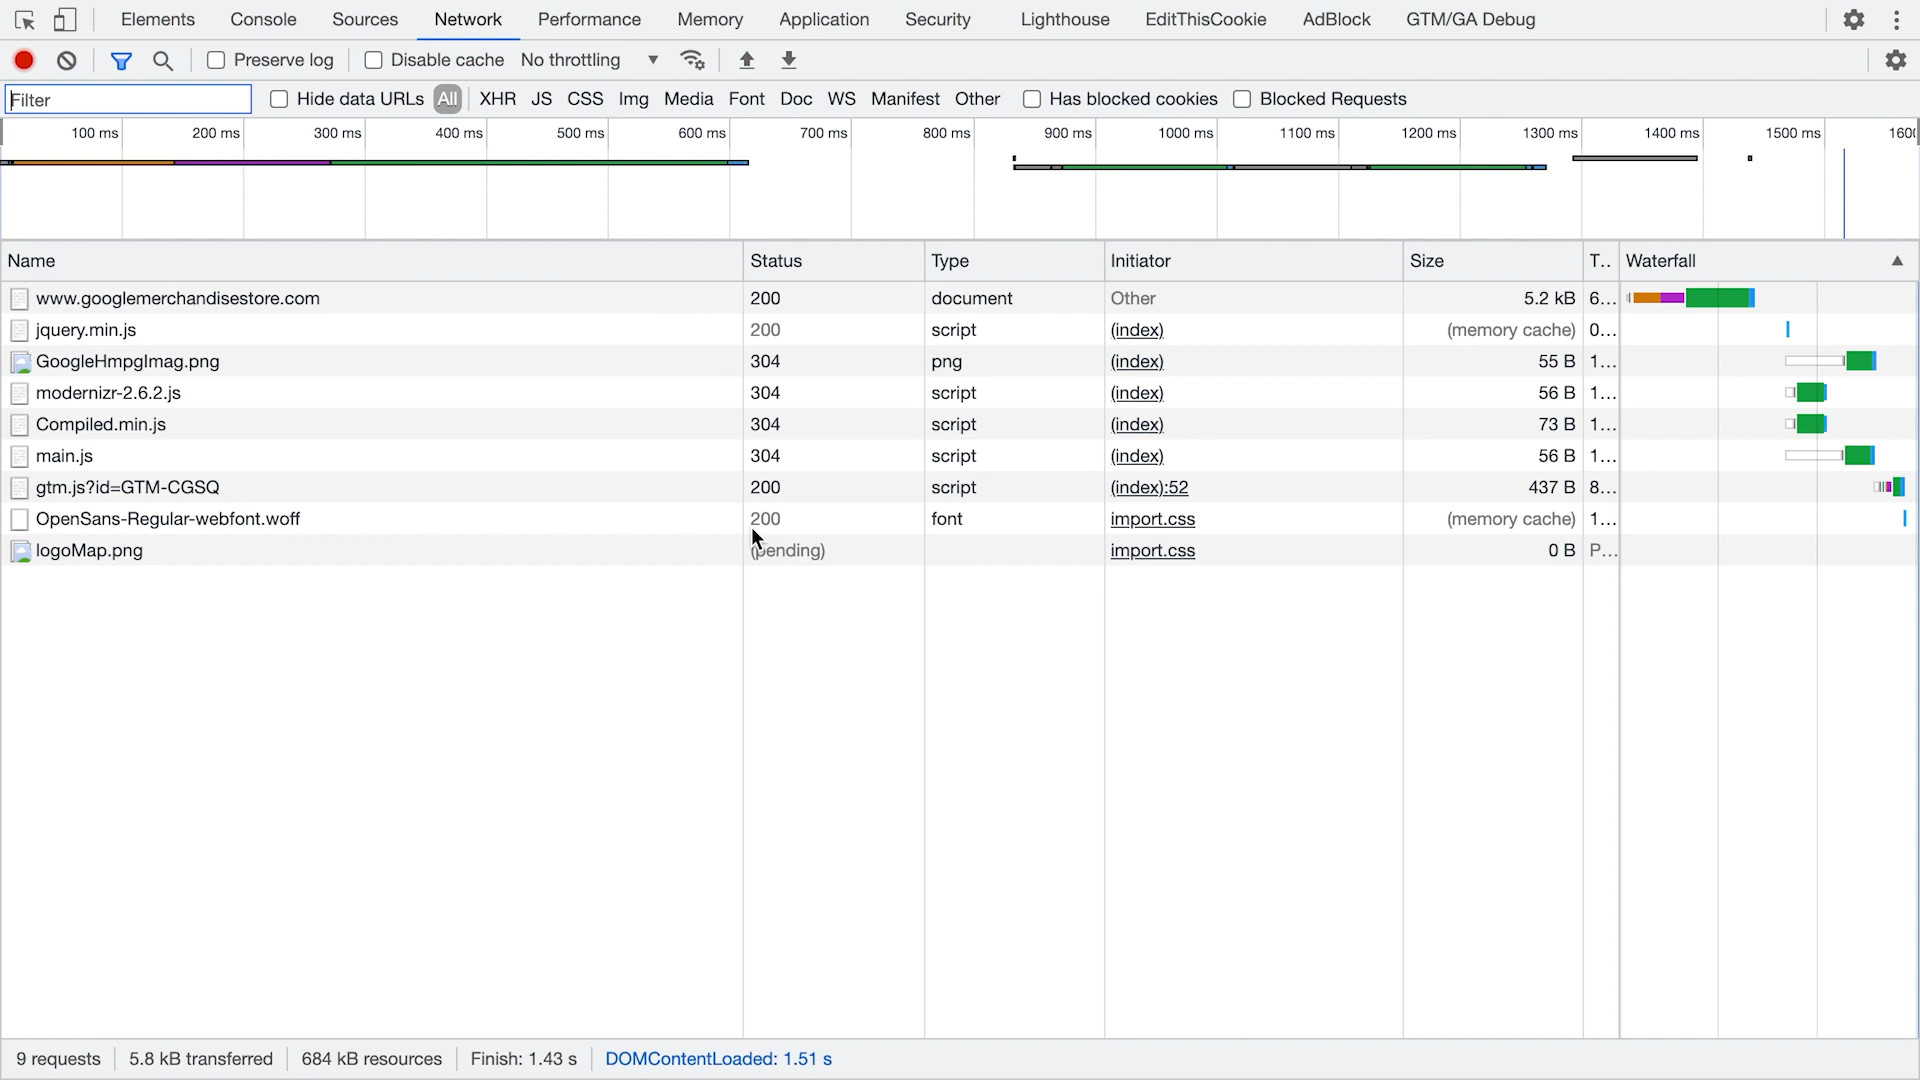 Elements Console Sources Network Performance Memory Application Security Lighthouse EditThisCookie AdBlock GTM/GA Debug
Preserve log Disable cache No throttling
Filter Hide data URLs All XHR JS CSS Img Media Font Doc WS Manifest Other Has blocked cookies Blocked Requests
100 ms 200 ms 300 ms 400 ms 500 ms 600 ms 700 ms 800 ms 900 ms 1000 ms 1100 ms 1200 ms 1300 ms 1400 ms 1500 ms 160
Name Status Type Initiator Size T.. Waterfall
www.googlemerchandisestore.com 200 document Other 5.2 kB 6...
jquery.min.js 200 script (index) (memory cache) 0...
GoogleHmpgImag.png 304 png (index) 55 B 1...
modernizr-2.6.2.js 304 script (index) 56 B 1...
Compiled.min.js 304 script (index) 73 B 1...
main.js 304 script (index) 56 B 1...
gtm.js?id=GTM-CGSQ 200 script (index):52 437 B 8...
OpenSans-Regular-webfont.woff 200 font import.css (memory cache) 1...
logoMap.png (pending) import.css 0 B P...
9 requests 5.8 kB transferred 684 kB resources Finish: 1.43 s DOMContentLoaded: 1.51 s